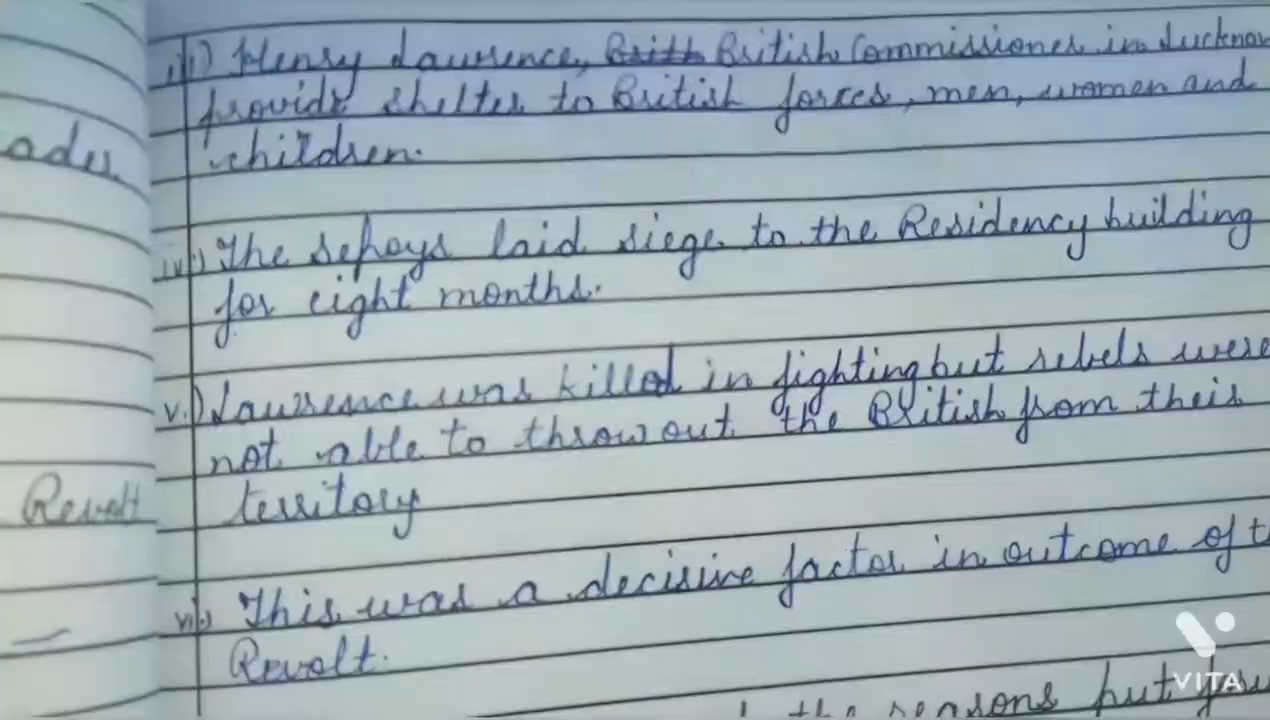 iii) Henry Lawrence, British Commissioner in Lucknow
provide shelter to British forces, men, women and
children.
iv) The sepoys laid siege to the Residency building
for eight months.
v.) Lawrence was killed in fighting but rebels were
not able to throw out the British from their
territory
vi) This was a decisive factor in outcome of t
Revolt.
the reasons but
ader
Revolt
VITA